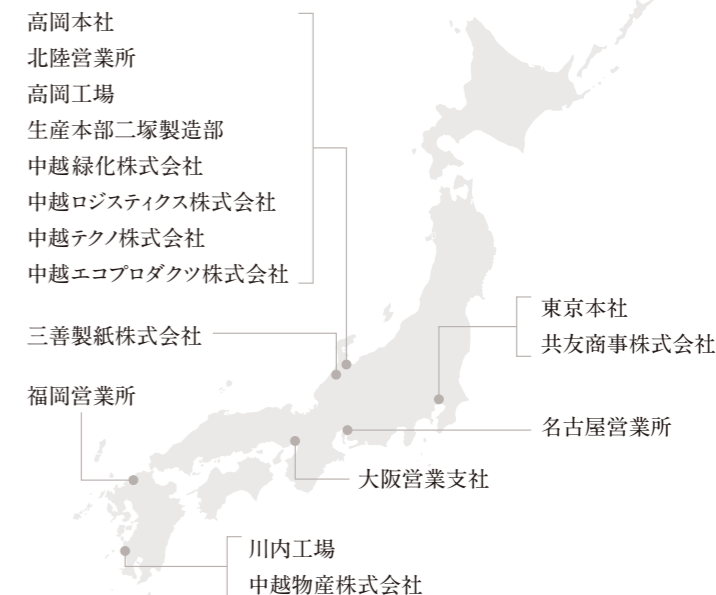 高岡本社
北陸営業所
高岡工場
生産本部二塚製造部
中越緑化株式会社
中越ロジスティクス株式会社
中越テクノ株式会社
中越エコプロダクツ株式会社
三善製紙株式会社
福岡営業所
東京本社
共友商事株式会社
名古屋営業所
大阪営業支社
川内工場
中越物産株式会社